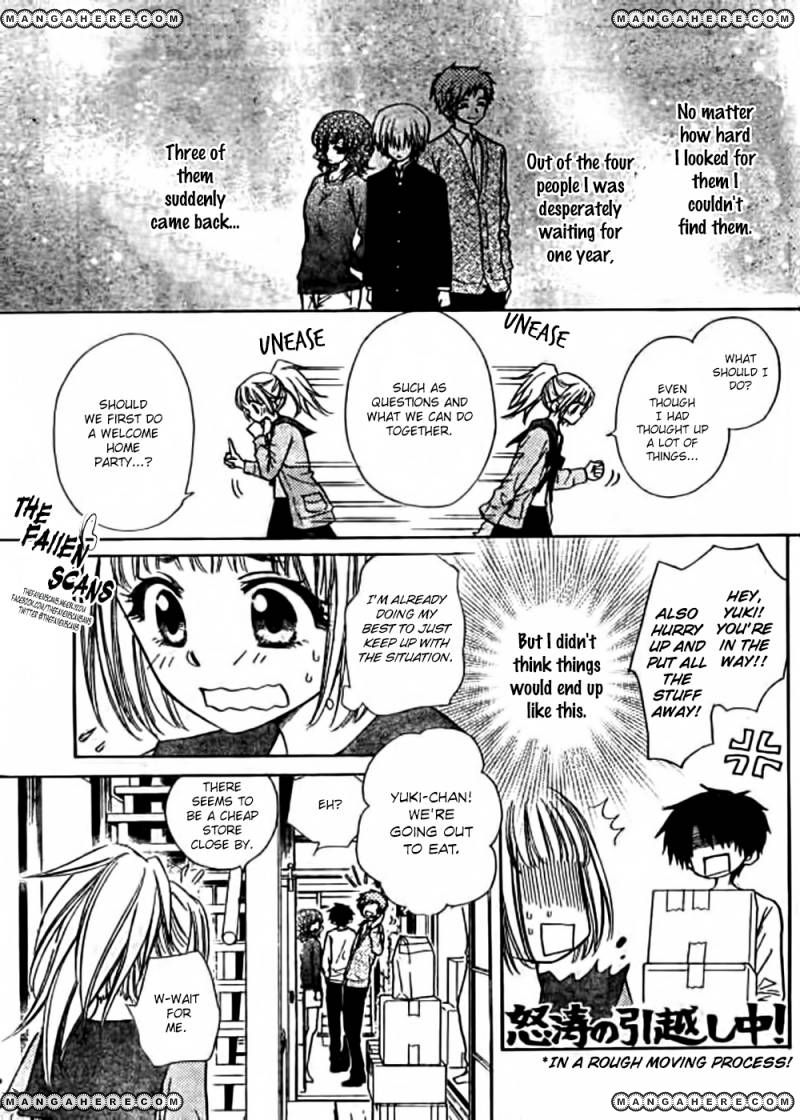 MANGAHERE.COM
MANGAHERE.COM
No matter
how hard
I looked for
them I
couldn't
find them.
Out of the four
people I was
desperately
waiting for
one year,
Three of
them
suddenly
came back...
WHAT
SHOULD I
DO?
EVEN
THOUGH
I HAD
THOUGHT UP
A LOT OF
THINGS...
UNEASE
SUCH AS
QUESTIONS AND
WHAT WE CAN DO
TOGETHER.
UNEASE
SHOULD
WE FIRST DO
A WELCOME
HOME
PARTY...?
THE
FALLEN
SCANS
HEY,
YUKI!
YOU'RE
IN THE
WAY!!
ALSO
HURRY
UP AND
PUT ALL
THE
STUFF
AWAY!
But I didn't
think things
would end up
like this.
I'M ALREADY
DOING MY
BEST TO JUST
KEEP UP WITH
THE SITUATION.
怒涛の引越し中!
*IN A ROUGH MOVING PROCESS!
YUKI-CHAN!
WE'RE
GOING OUT
TO EAT.
EH?
THERE
SEEMS TO
BE A CHEAP
STORE
CLOSE BY.
W-WAIT
FOR
ME.
MANGAHERE.COM
MANGAHERE.COM